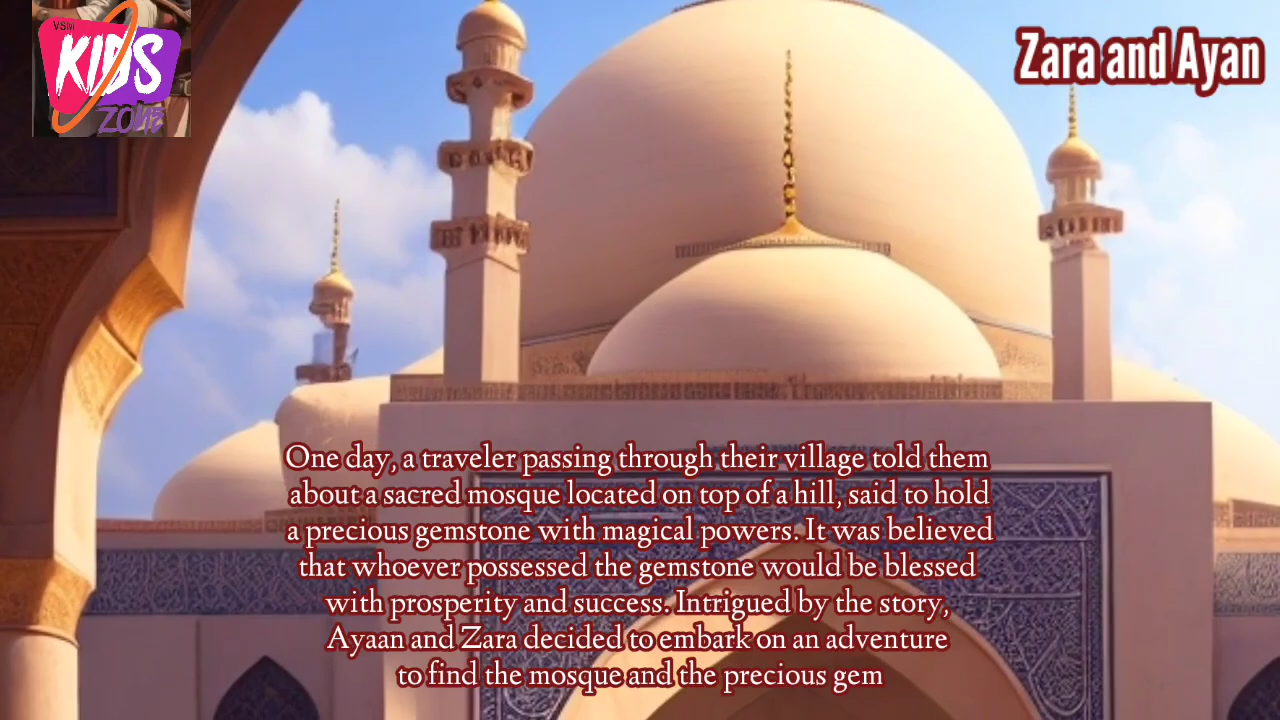 VSM
KIDS
ZONE
Zara and Ayan
One day, a traveler passing through their village told them
about a sacred mosque located on top of a hill, said to hold
a precious gemstone with magical powers. It was believed
that whoever possessed the gemstone would be blessed
with prosperity and success. Intrigued by the story,
Ayaan and Zara decided to embark on an adventure
to find the mosque and the precious gem